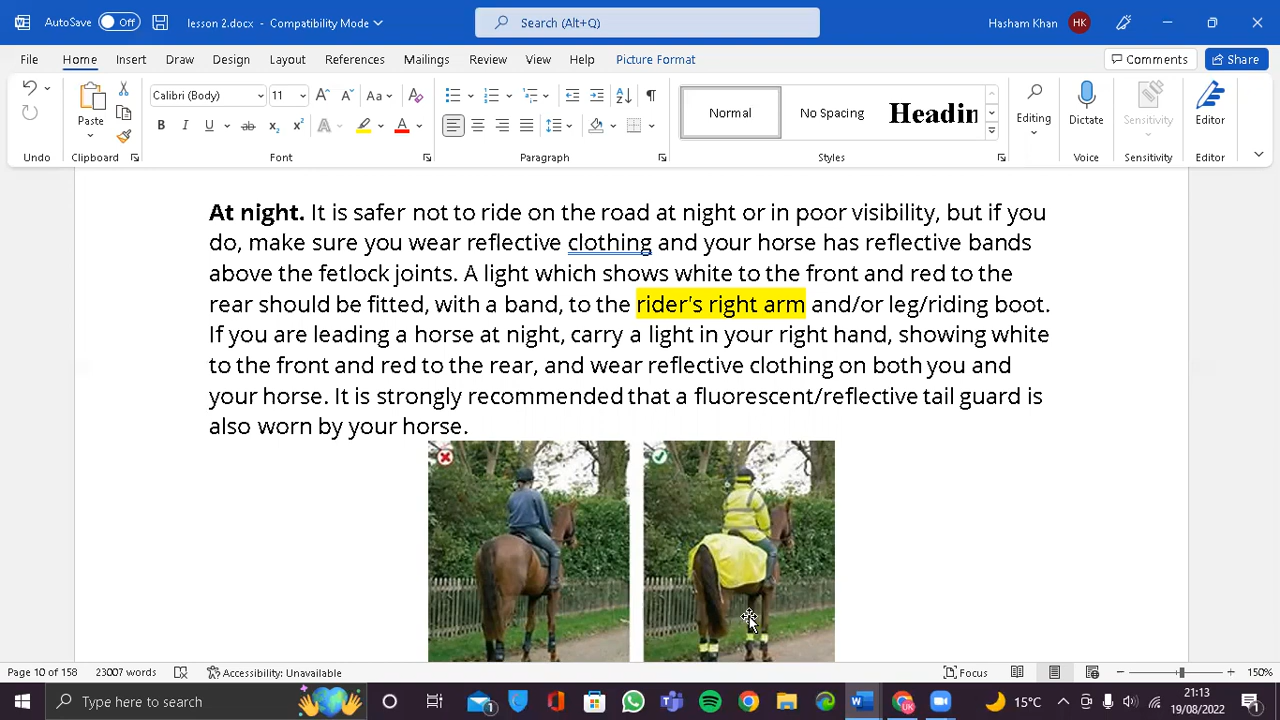 AutoSave Off lesson 2.docx - Compatibility Mode Search (Alt+Q) Hasham Khan HK
File Home Insert Draw Design Layout References Mailings Review View Help Picture Format Comments Share
Calibri (Body) 11 Aa Normal No Spacing Headin
Paste Editing Dictate Sensitivity Editor
Undo Clipboard Font Paragraph Styles Voice Sensitivity Editor
At night. It is safer not to ride on the road at night or in poor visibility, but if you
do, make sure you wear reflective clothing and your horse has reflective bands
above the fetlock joints. A light which shows white to the front and red to the
rear should be fitted, with a band, to the rider's right arm and/or leg/riding boot.
If you are leading a horse at night, carry a light in your right hand, showing white
to the front and red to the rear, and wear reflective clothing on both you and
your horse. It is strongly recommended that a fluorescent/reflective tail guard is
also worn by your horse.
Page 10 of 158 23007 words Accessibility: Unavailable Focus 150%
Type here to search 15°C 21:13
19/08/2022